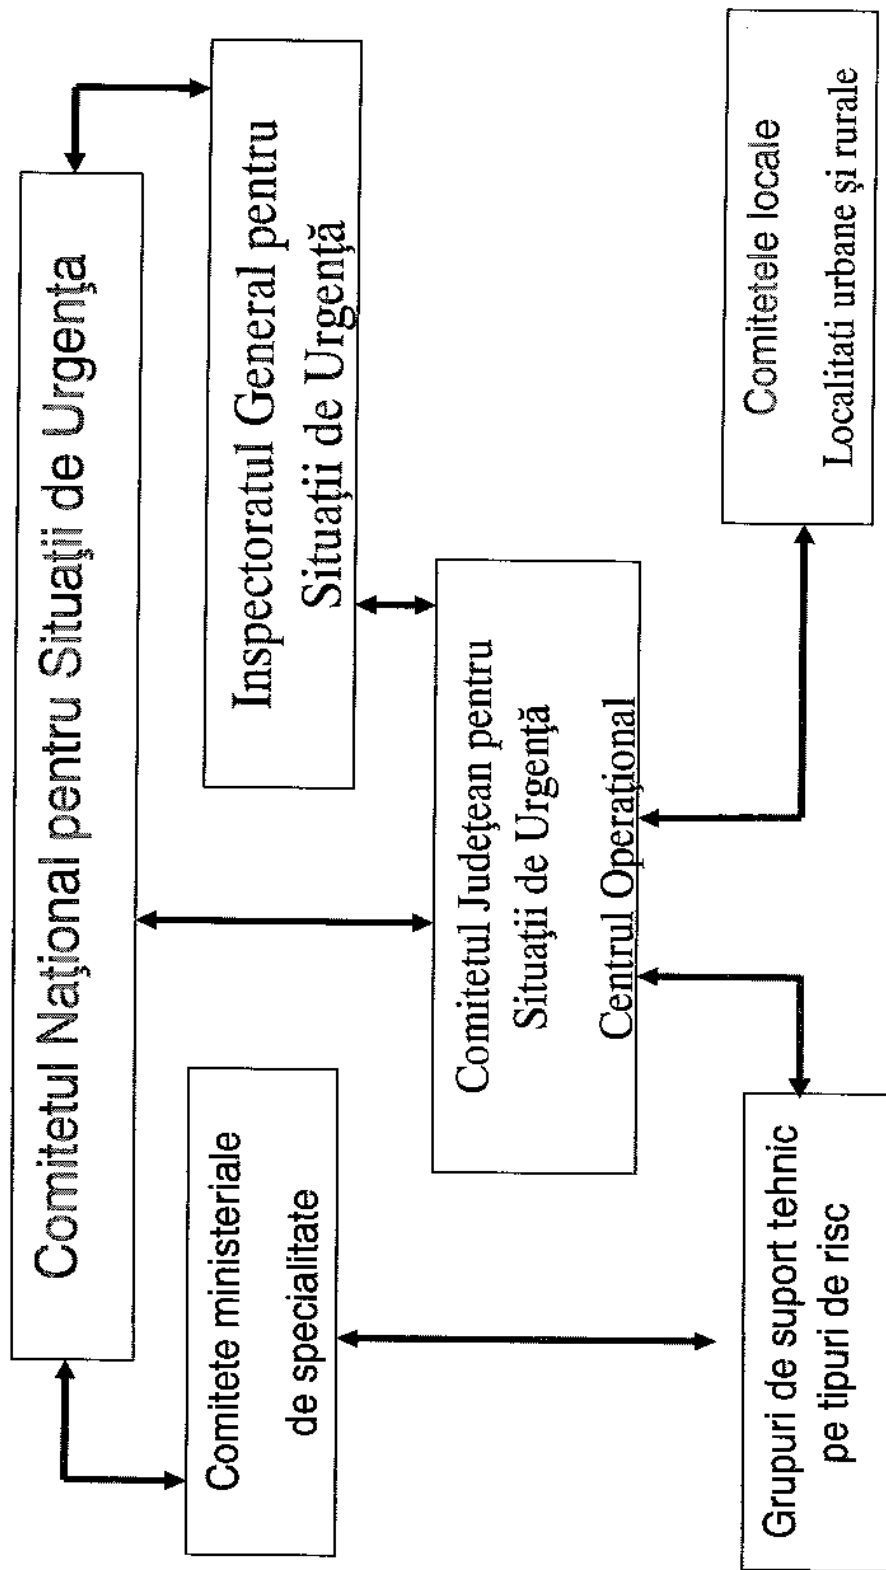 Comitetul Naţional pentru Situaţii de Urgenţa
Comitete ministeriale
de specialitate
Inspectoratul General pentru
Situaţii de Urgenţă
Comitetul Judeţean pentru
Situaţii de Urgenţă
Centrul Operaţional
Grupuri de suport tehnic
pe tipuri de risc
Comitetele locale
Localitati urbane şi rurale